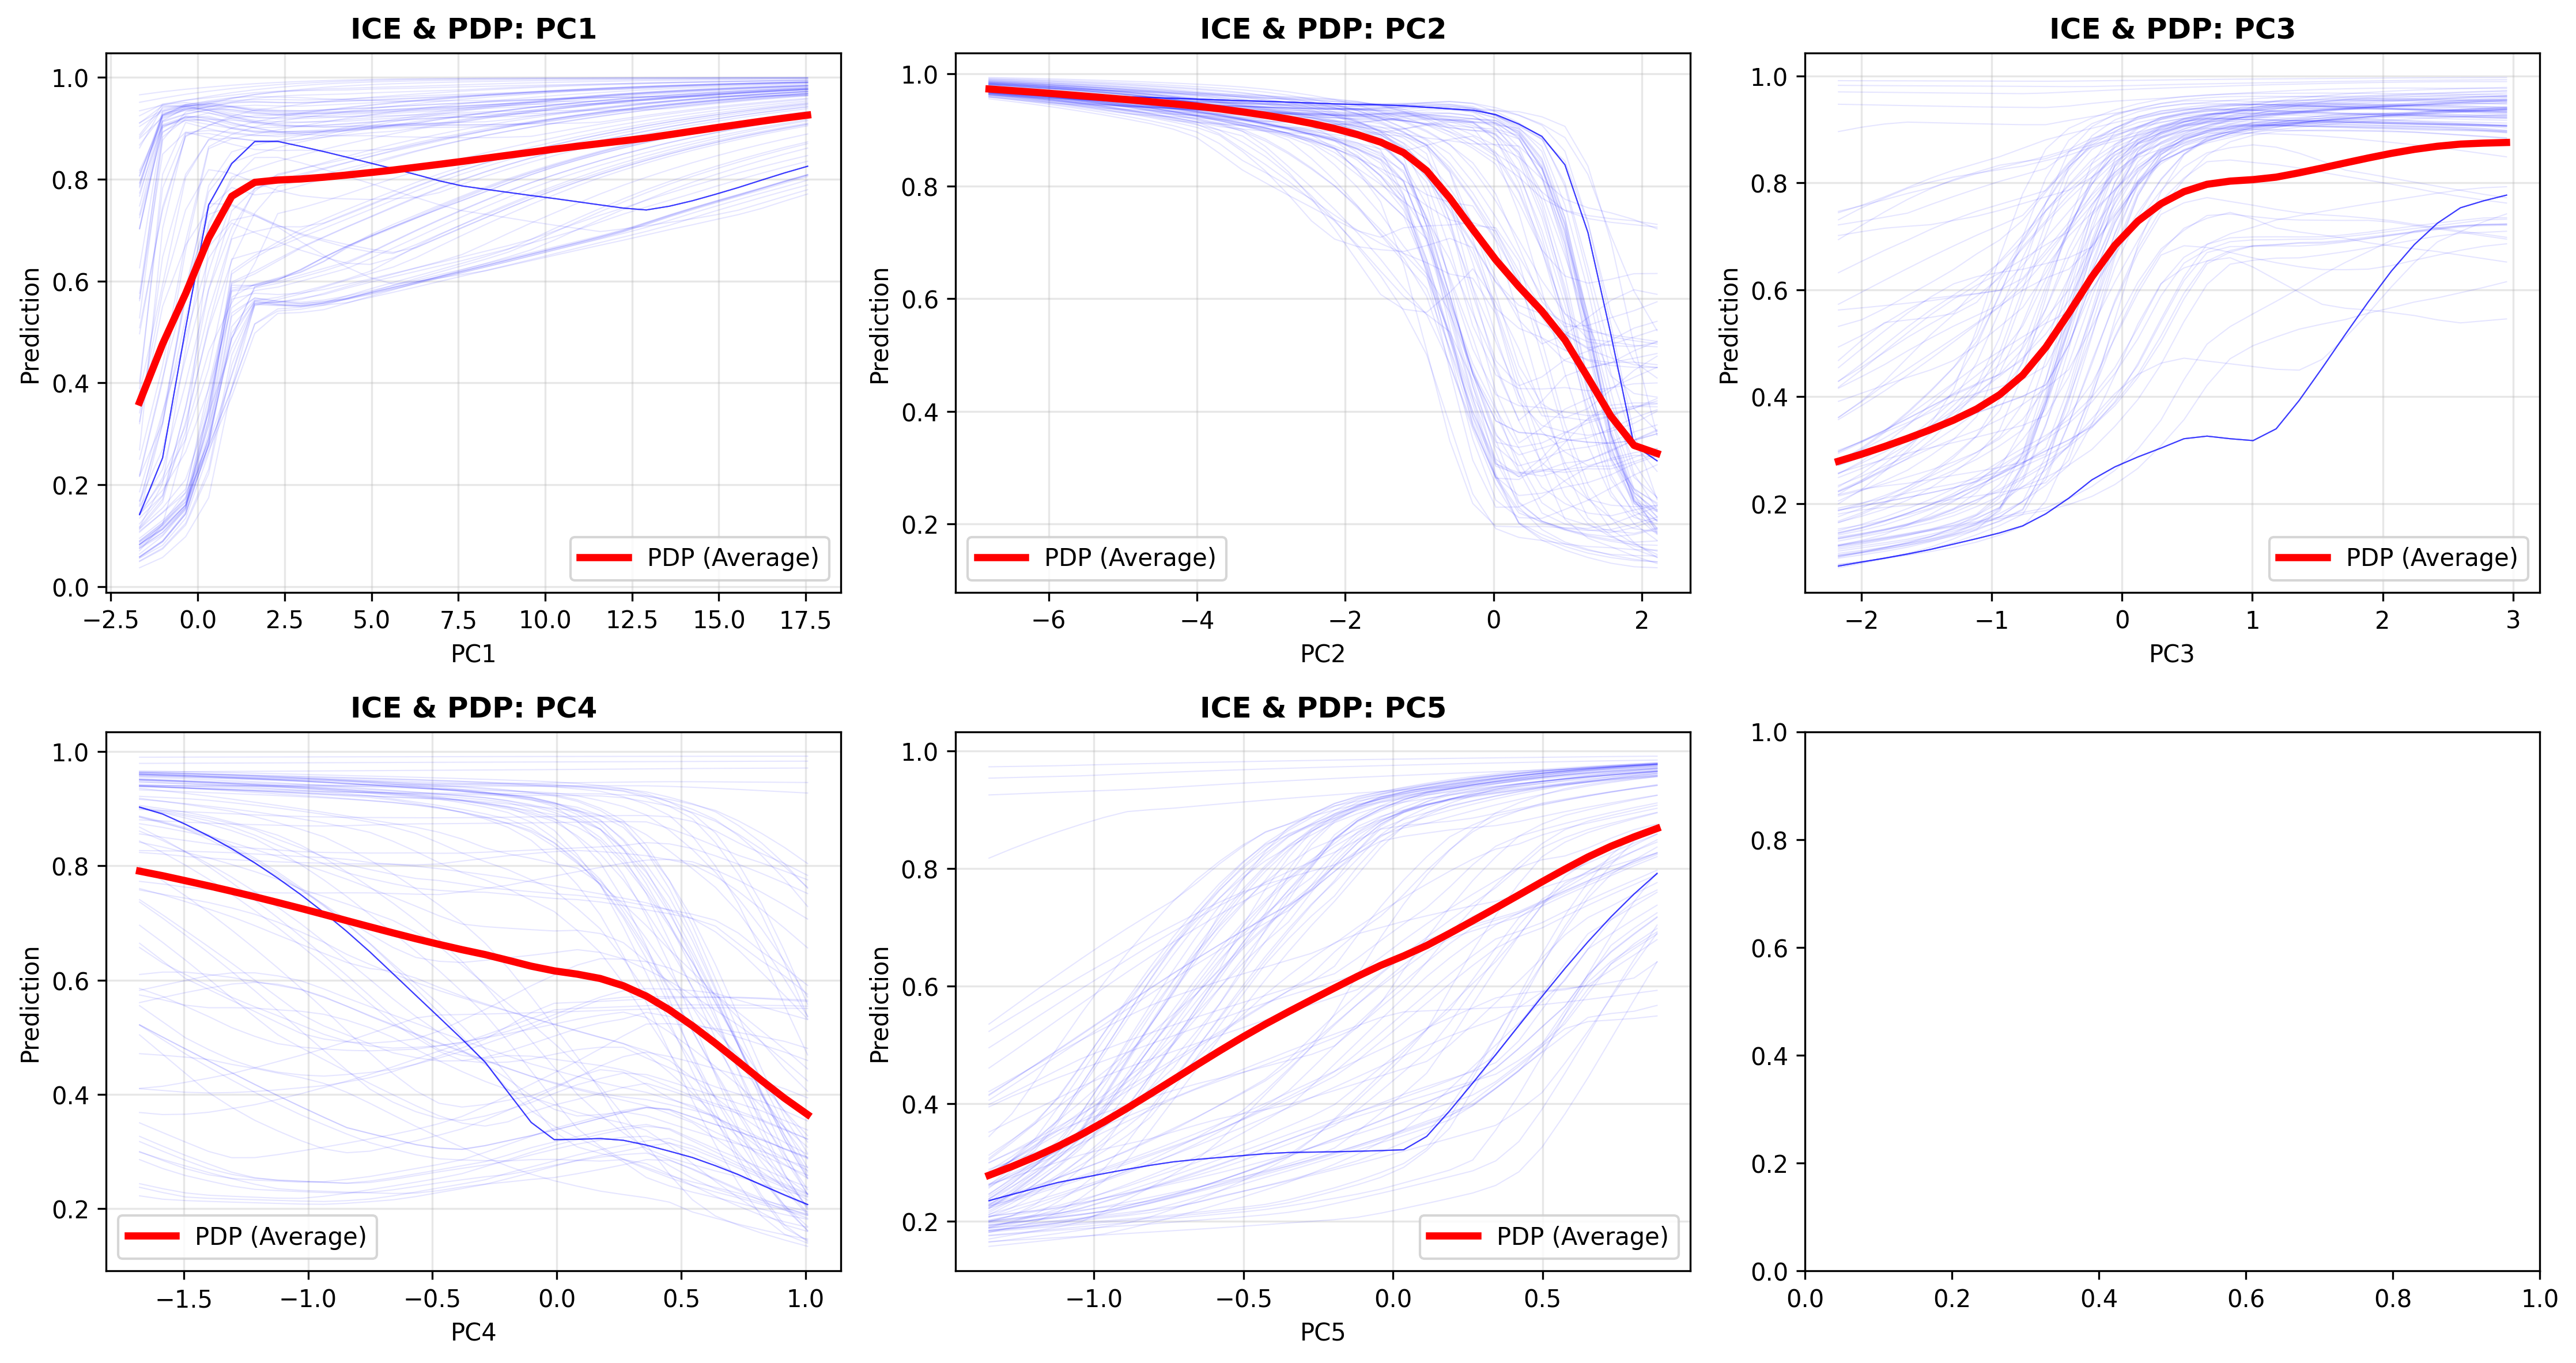 ICE & PDP: PC1
Prediction
1.0
0.8
0.6
0.4
0.2
0.0
−2.5 0.0 2.5 5.0 7.5 10.0 12.5 15.0 17.5
PC1
PDP (Average)
ICE & PDP: PC2
Prediction
1.0
0.8
0.6
0.4
0.2
−6 −4 −2 0 2
PC2
PDP (Average)
ICE & PDP: PC3
Prediction
1.0
0.8
0.6
0.4
0.2
−2 −1 0 1 2 3
PC3
PDP (Average)
ICE & PDP: PC4
Prediction
1.0
0.8
0.6
0.4
0.2
−1.5 −1.0 −0.5 0.0 0.5 1.0
PC4
PDP (Average)
ICE & PDP: PC5
Prediction
1.0
0.8
0.6
0.4
0.2
−1.0 −0.5 0.0 0.5
PC5
PDP (Average)
1.0
0.8
0.6
0.4
0.2
0.0
0.0 0.2 0.4 0.6 0.8 1.0